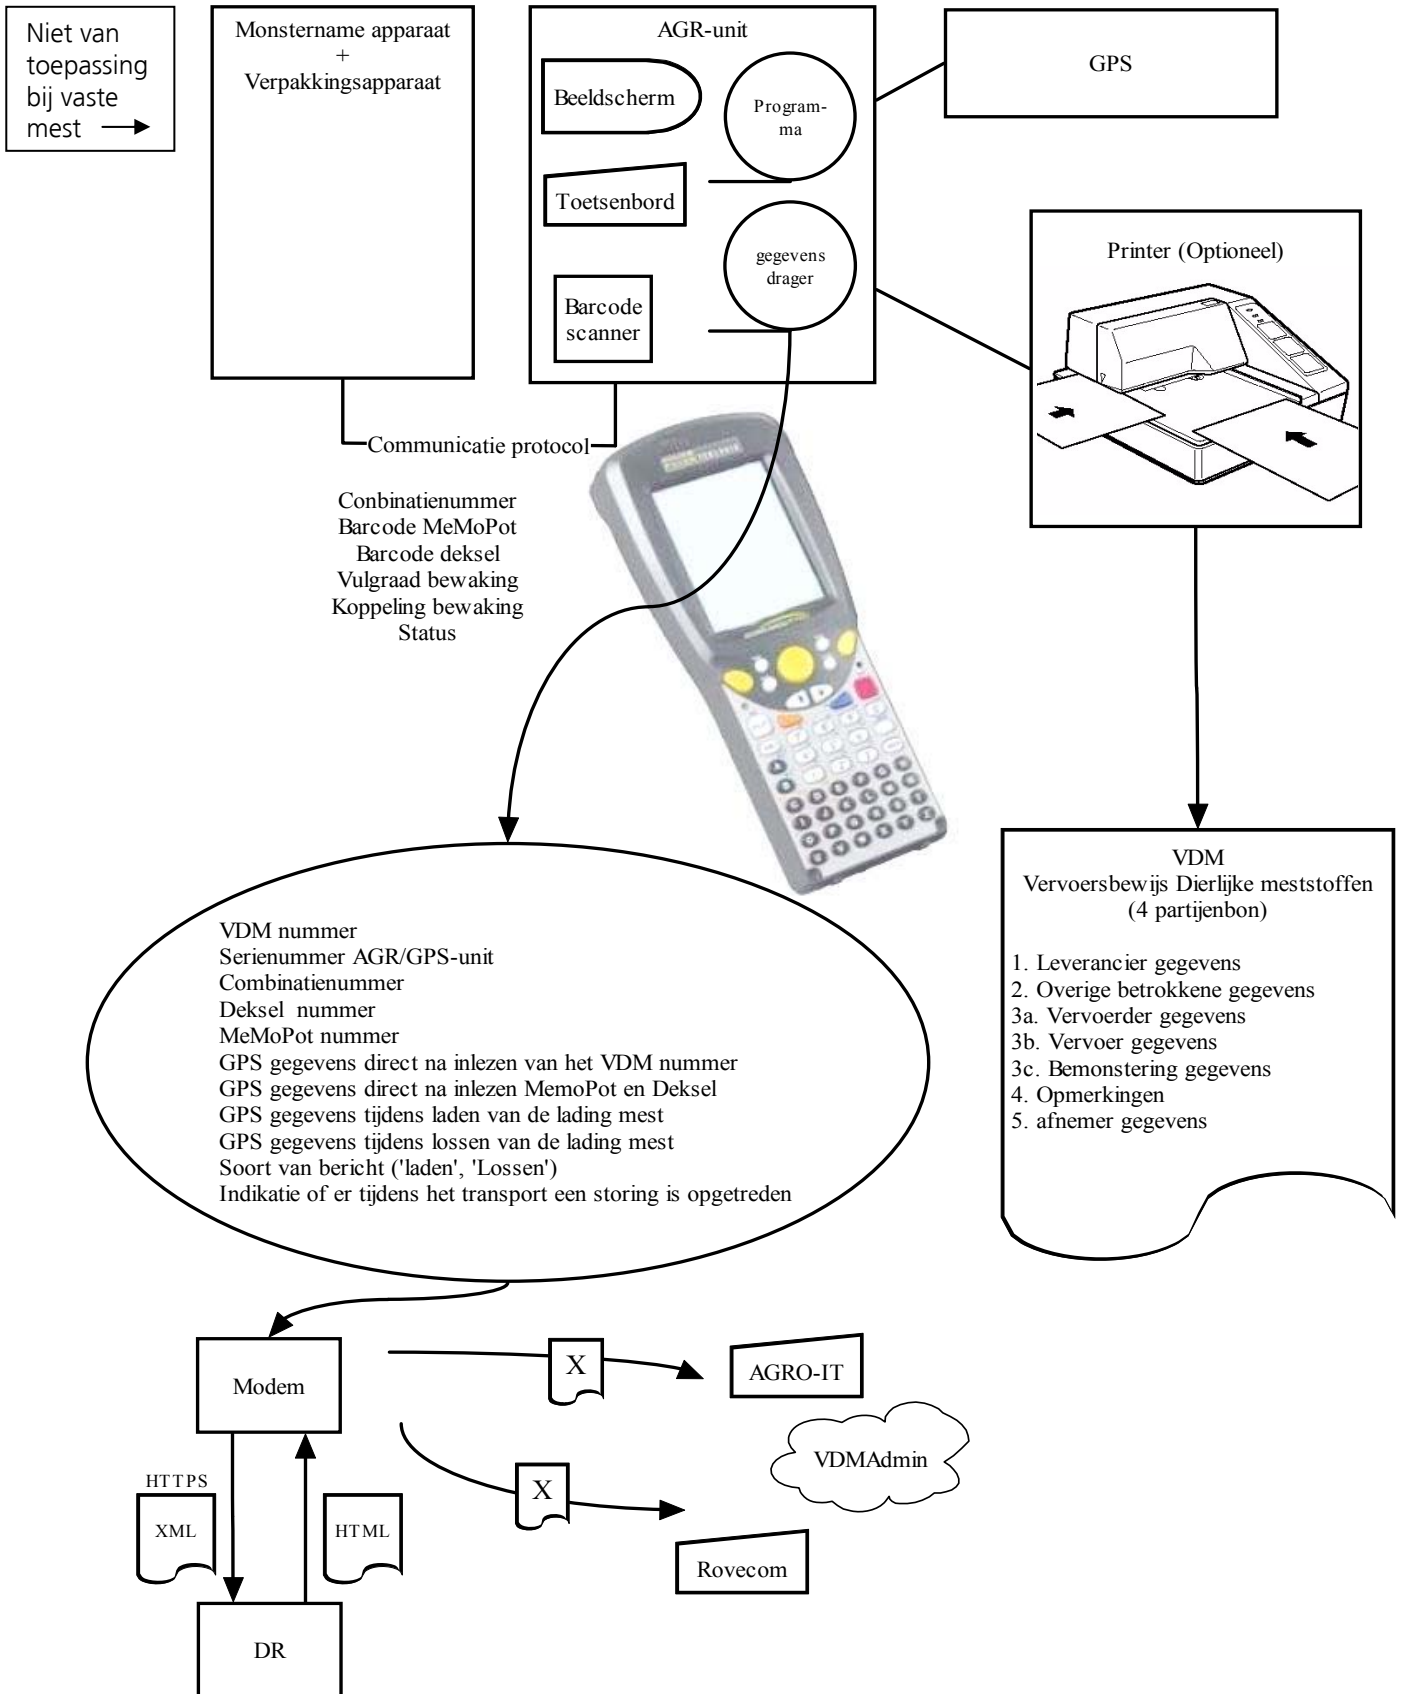 Niet van
toepassing
bij vaste
mest
Monstername apparaat
+
Verpakkingsapparaat
AGR-unit
Beeldscherm
Program-
ma
Toetsenbord
gegevens
drager
Barcode
scanner
GPS
Printer (Optioneel)
Communicatie protocol
Conbinatienummer
Barcode MeMoPot
Barcode deksel
Vulgraad bewaking
Koppeling bewaking
Status
VDM nummer
Serienummer AGR/GPS-unit
Combinatienummer
Deksel nummer
MeMoPot nummer
GPS gegevens direct na inlezen van het VDM nummer
GPS gegevens direct na inlezen MemoPot en Deksel
GPS gegevens tijdens laden van de lading mest
GPS gegevens tijdens lossen van de lading mest
Soort van bericht ('laden', 'Lossen')
Indikatie of er tijdens het transport een storing is opgetreden
VDM
Vervoersbewijs Dierlijke meststoffen
(4 partijenbon)
1. Leverancier gegevens
2. Overige betrokkene gegevens
3a. Vervoerder gegevens
3b. Vervoer gegevens
3c. Bemonstering gegevens
4. Opmerkingen
5. afnemer gegevens
Modem
X
AGRO-IT
VDMAdmin
X
Rovecom
HTTPS
XML
HTML
DR